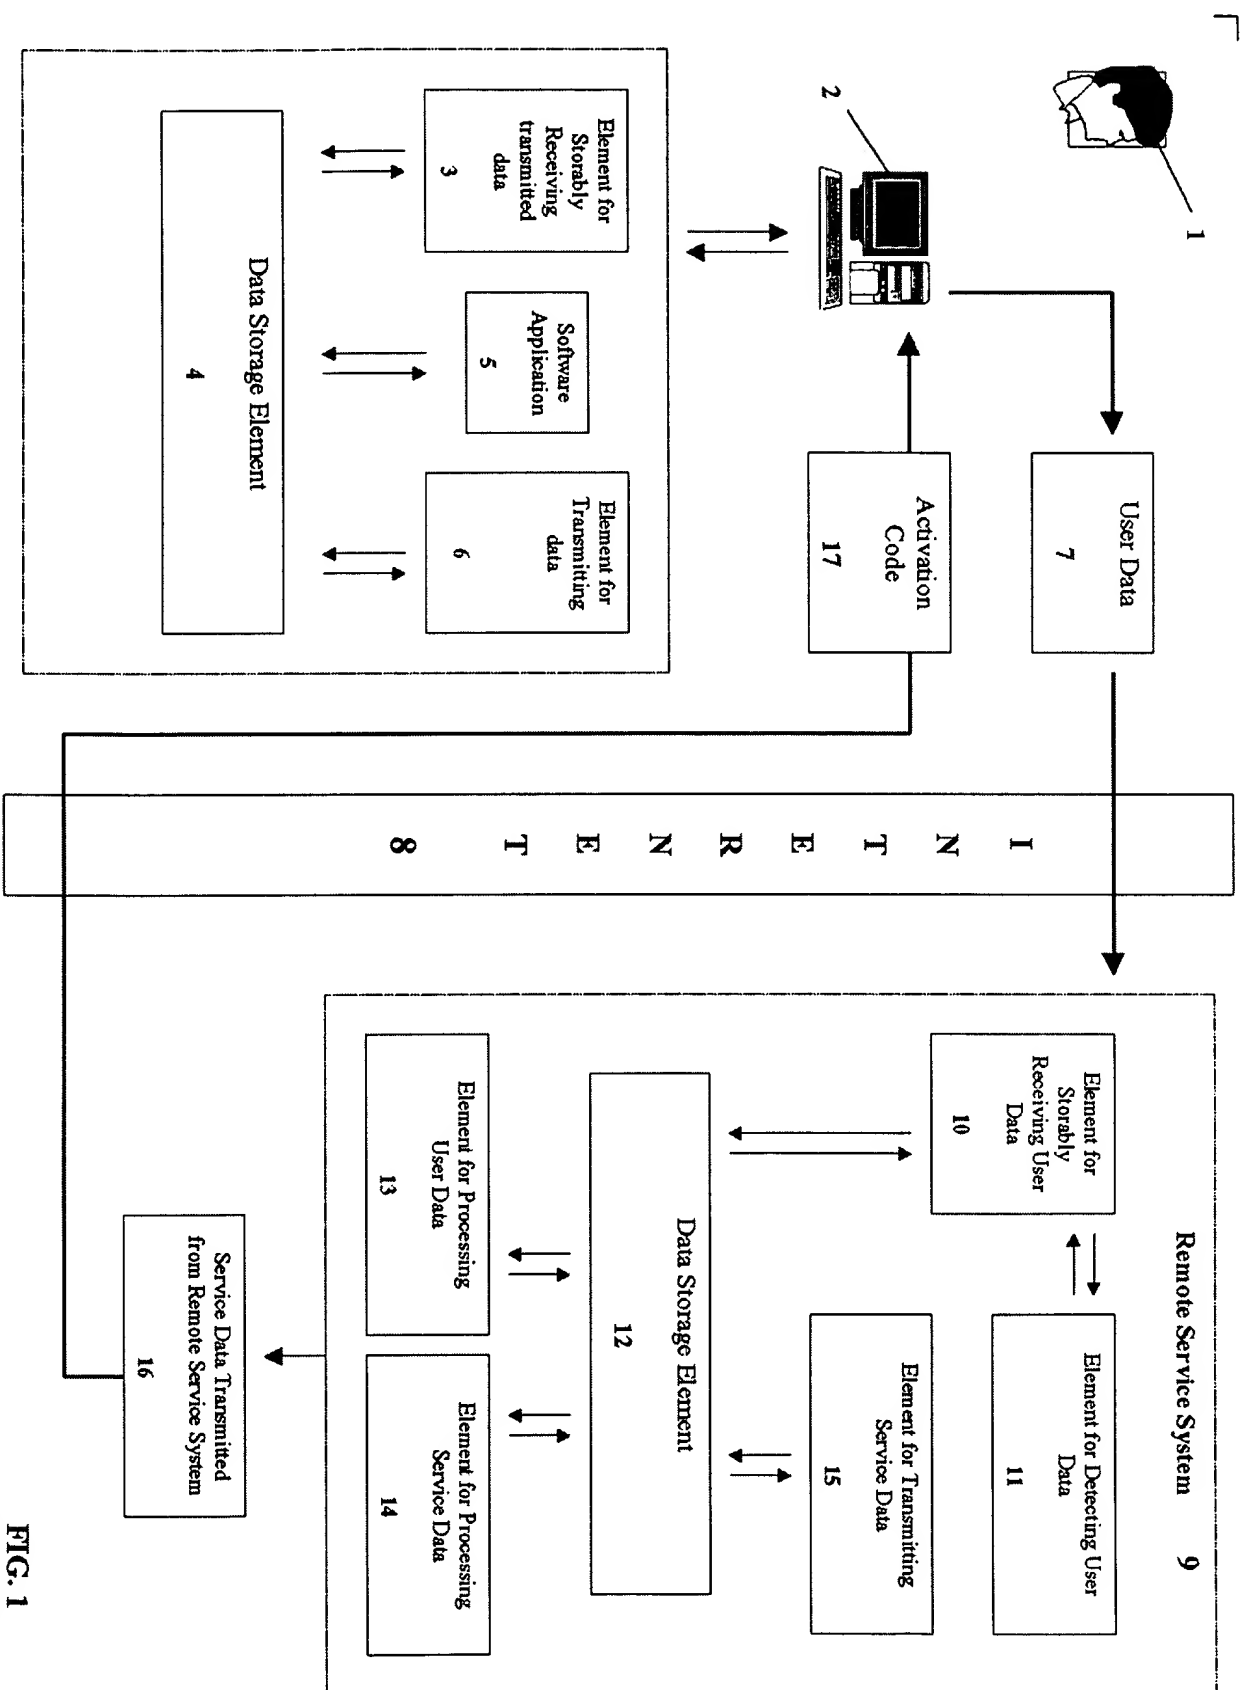 1
2
User Data
7
Activation
Code
17
Element for
Storably
Receiving
transmitted
data
3
Software
Application
5
Element for
Transmitting
data
6
Data Storage Element
4
I
N
T
E
R
N
E
T
8
Remote Service System 9
Element for
Storably
Receiving User
Data
10
Element for Detecting User
Data
11
Element for Transmitting
Service Data
15
Data Storage Element
12
Element for Processing
User Data
13
Element for Processing
Service Data
14
Service Data Transmitted
from Remote Service System
16
FIG. 1